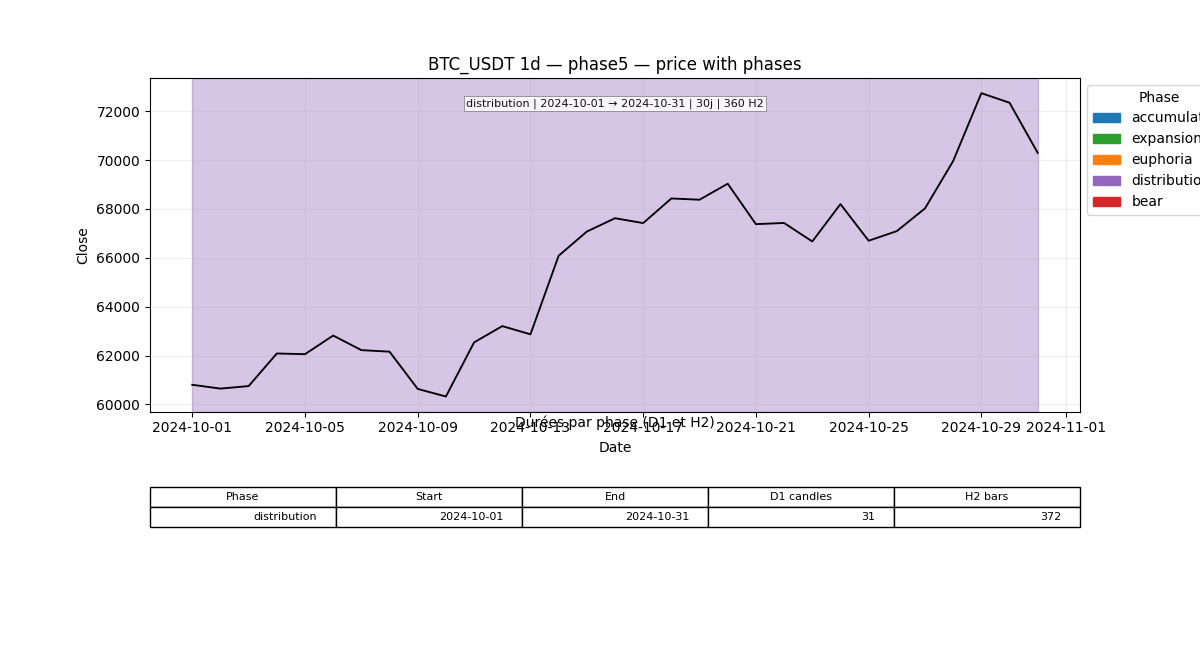 BTC_USDT 1d — phase5 — price with phases
distribution | 2024-10-01 → 2024-10-31 | 30j | 360 H2
Phase
accumulat
expansion
euphoria
distributio
bear
Close
72000
70000
68000
66000
64000
62000
60000
Durées par phase (D1 et H2)
2024-10-01 2024-10-05 2024-10-09 2024-10-13 2024-10-17 2024-10-21 2024-10-25 2024-10-29 2024-11-01
Date
Phase Start End D1 candles H2 bars
distribution 2024-10-01 2024-10-31 31 372